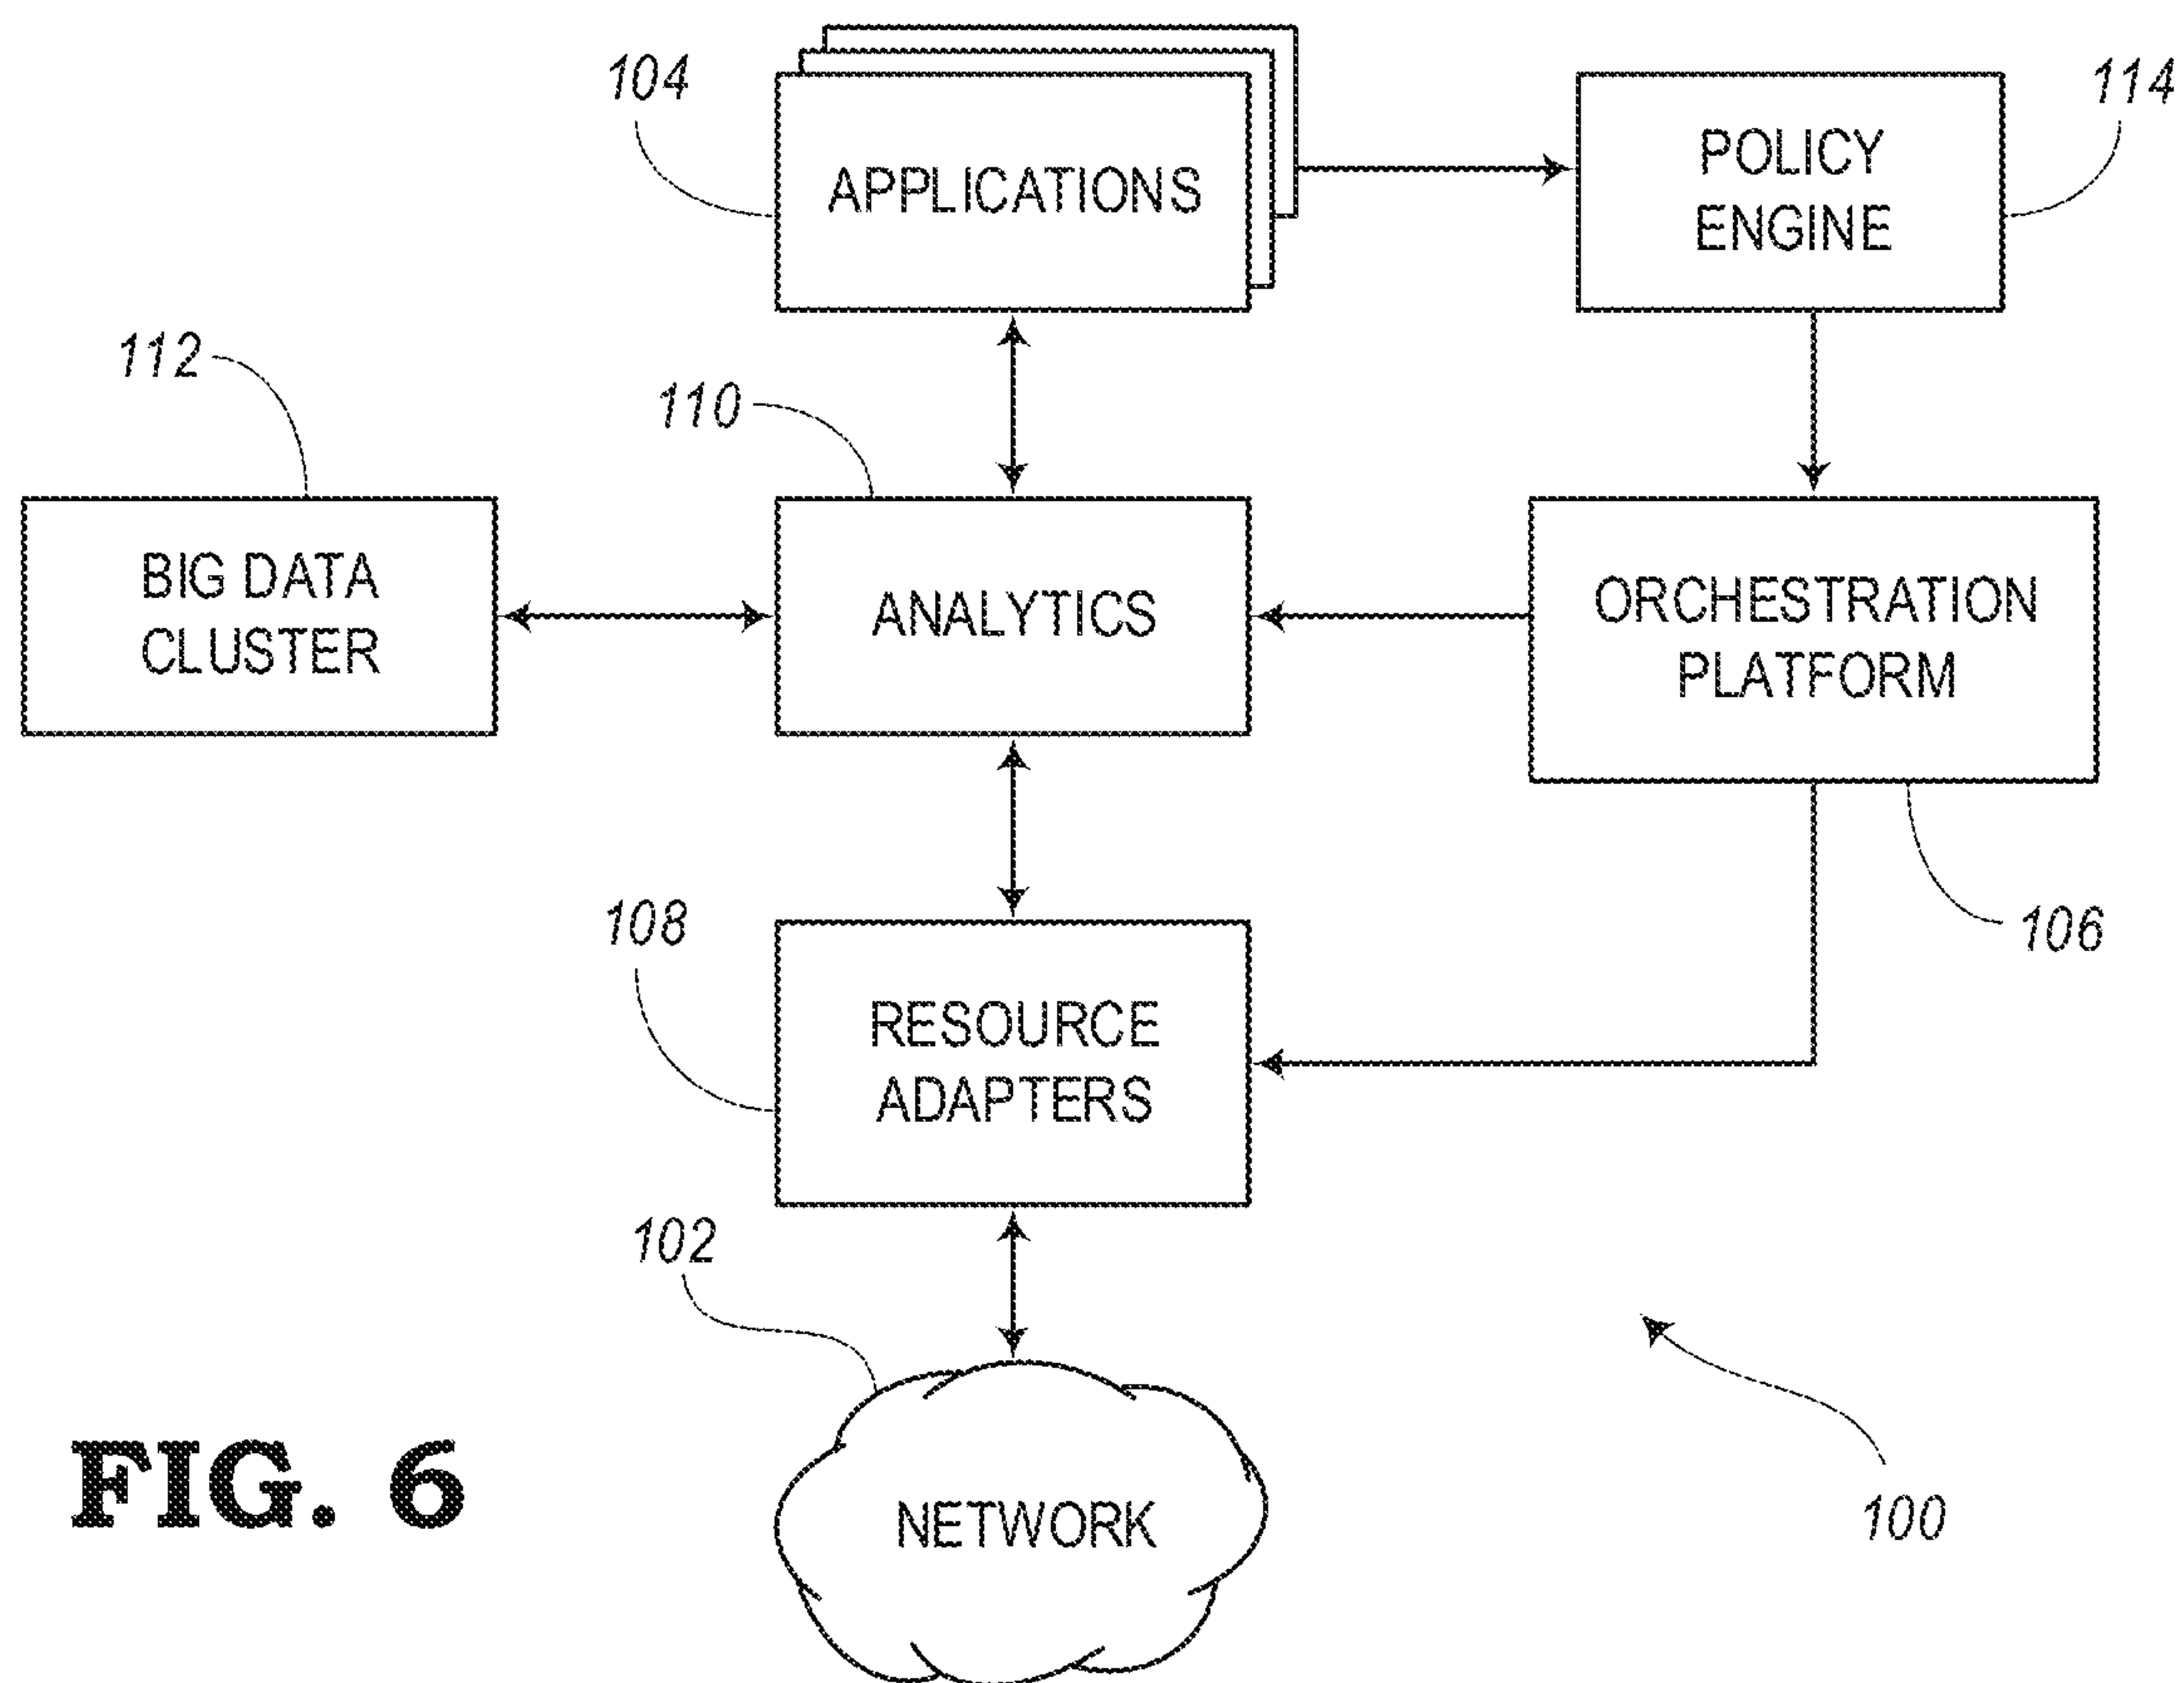 104
APPLICATIONS
POLICY
ENGINE
114
112
110
BIG DATA
CLUSTER
ANALYTICS
ORCHESTRATION
PLATFORM
108
106
RESOURCE
ADAPTERS
102
NETWORK
100
FIG. 6